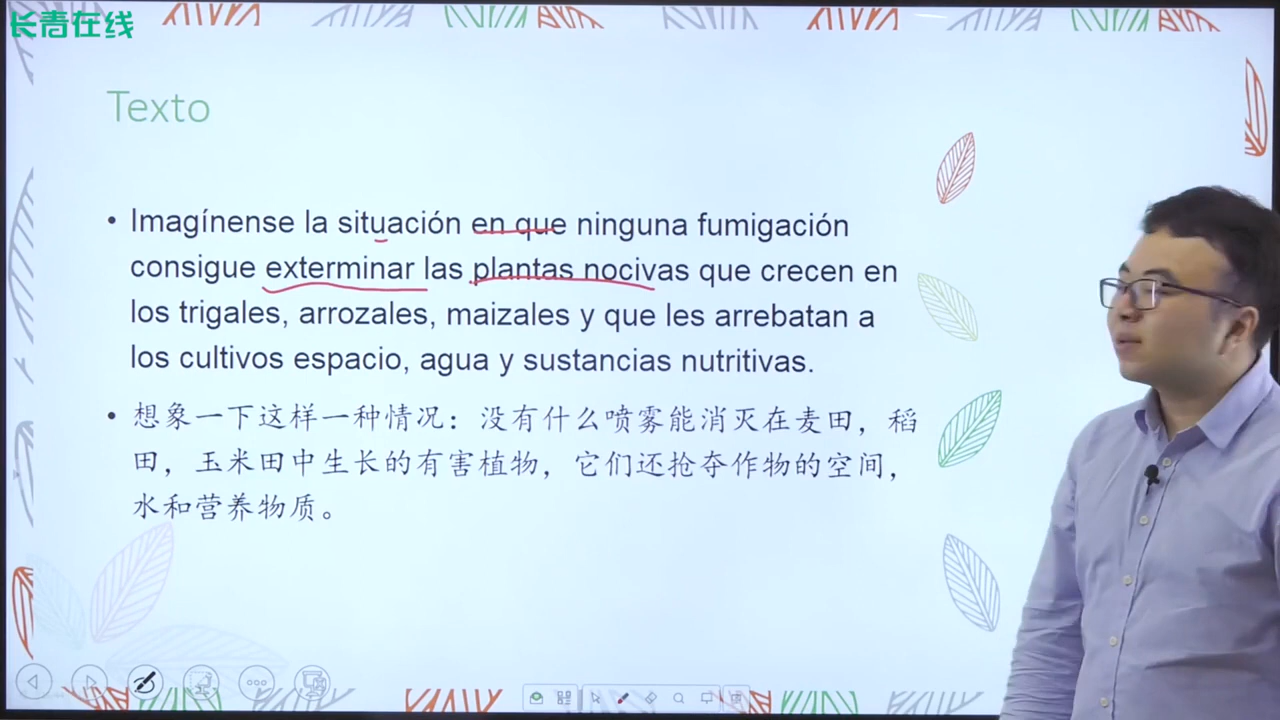 长青在线
Texto
• Imagínense la situación en que ninguna fumigación
consigue exterminar las plantas nocivas que crecen en
los trigales, arrozales, maizales y que les arrebatan a
los cultivos espacio, agua y sustancias nutritivas.
• 想象一下这样一种情况：没有什么喷雾能消灭在麦田，稻
田，玉米田中生长的有害植物，它们还抢夺作物的空间，
水和营养物质。